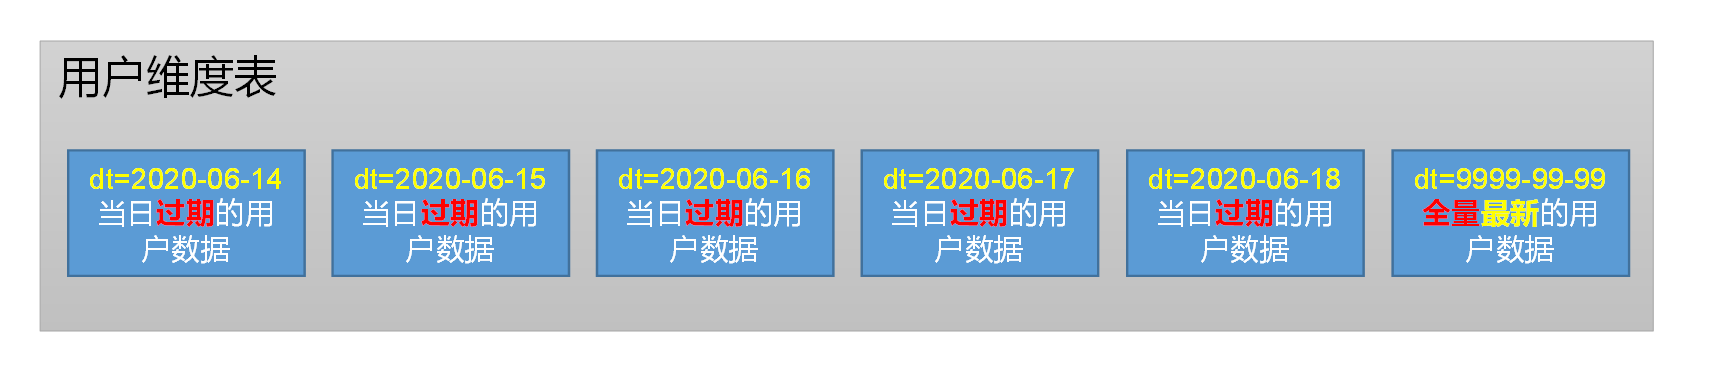 用户维度表
dt=2020-06-14
当日过期的用
户数据
dt=2020-06-15
当日过期的用
户数据
dt=2020-06-16
当日过期的用
户数据
dt=2020-06-17
当日过期的用
户数据
dt=2020-06-18
当日过期的用
户数据
dt=9999-99-99
全量最新的用
户数据